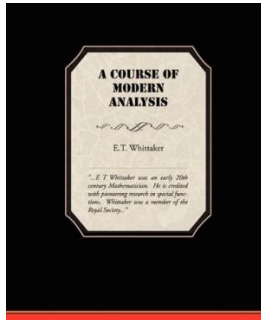 A COURSE OF
MODERN
ANALYSIS
E.T. Whittaker
"...E T Whittaker was an early 20th
century Mathematician. He is credited
with pioneering research in special func-
tions. Whittaker was a member of the
Royal Society..."